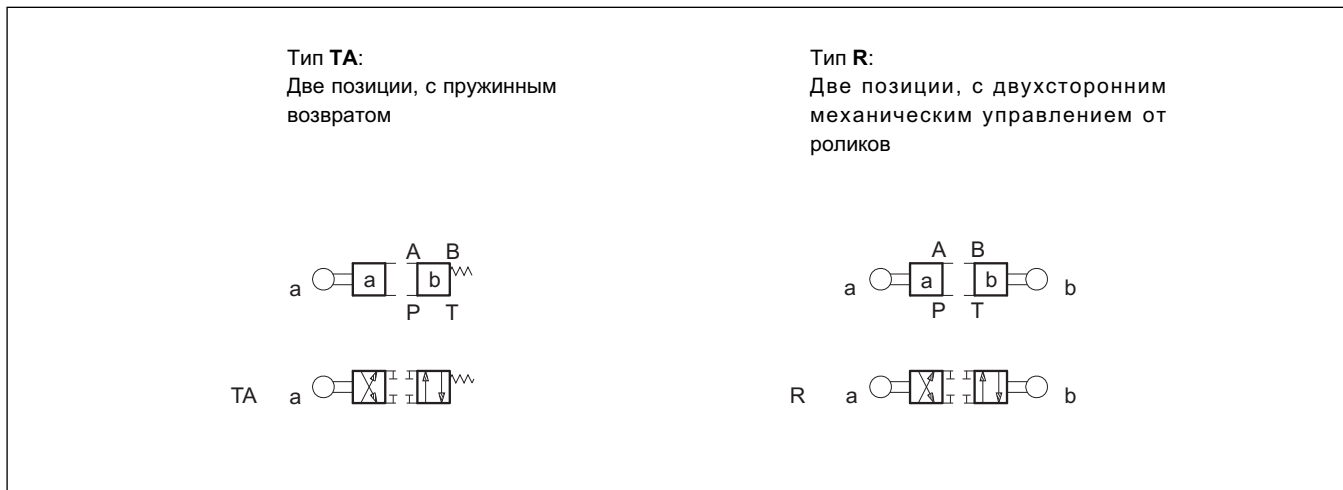 Тип TA:
Две позиции, с пружинным
возвратом
Тип R:
Две позиции, с двухсторонним
механическим управлением от
роликов
A B
a a b
P T
TA a
A B
a a b b
P T
R a b